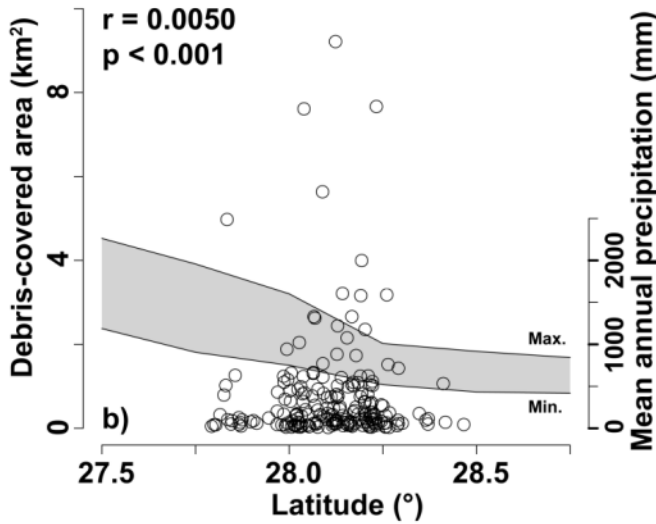 r = 0.0050
p < 0.001
Debris-covered area (km²)
8
4
0
Mean annual precipitation (mm)
2000
1000
0
Max.
Min.
b)
27.5 28.0 28.5
Latitude (°)